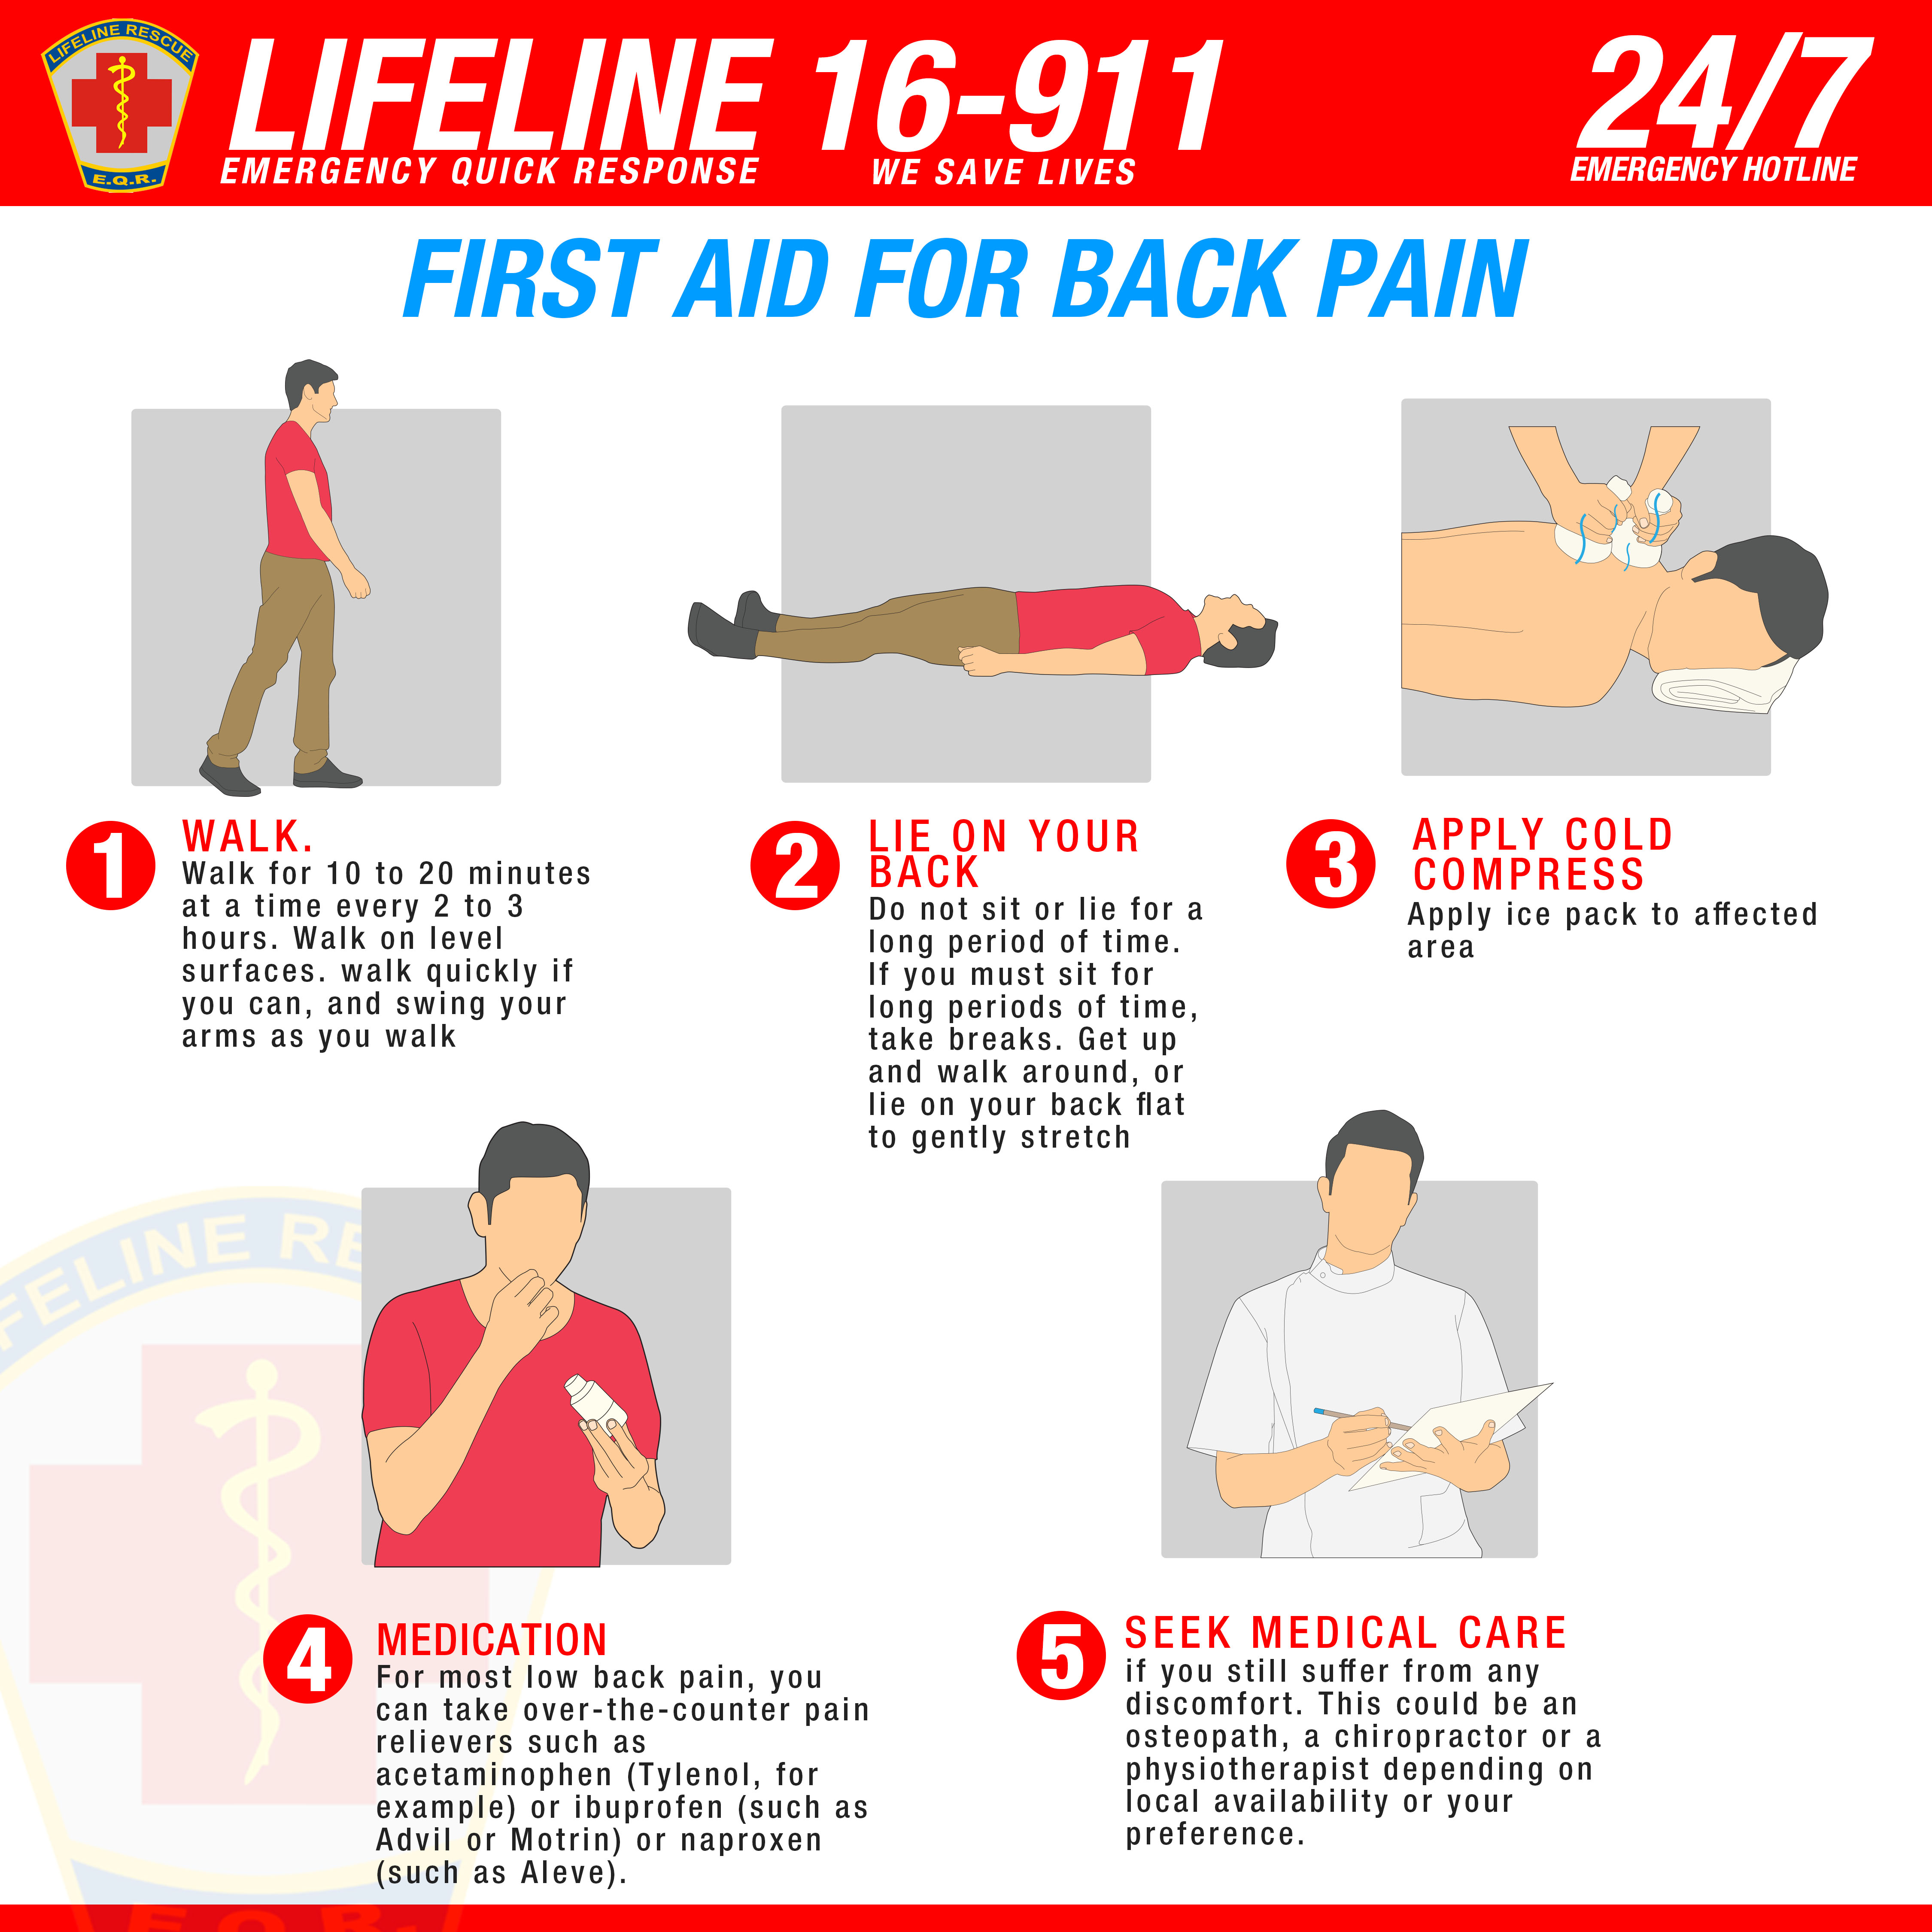 LIFELINE RESCUE
E.Q.R.
LIFELINE 16-911
EMERGENCY QUICK RESPONSE
WE SAVE LIVES
24/7
EMERGENCY HOTLINE
FIRST AID FOR BACK PAIN
1
WALK.
Walk for 10 to 20 minutes
at a time every 2 to 3
hours. Walk on level
surfaces. walk quickly if
you can, and swing your
arms as you walk
2
LIE ON YOUR
BACK
Do not sit or lie for a
long period of time.
If you must sit for
long periods of time,
take breaks. Get up
and walk around, or
lie on your back flat
to gently stretch
3
APPLY COLD
COMPRESS
Apply ice pack to affected
area
4
MEDICATION
For most low back pain, you
can take over-the-counter pain
relievers such as
acetaminophen (Tylenol, for
example) or ibuprofen (such as
Advil or Motrin) or naproxen
(such as Aleve).
5
SEEK MEDICAL CARE
if you still suffer from any
discomfort. This could be an
osteopath, a chiropractor or a
physiotherapist depending on
local availability or your
preference.
FELINE RE
E.Q.R.